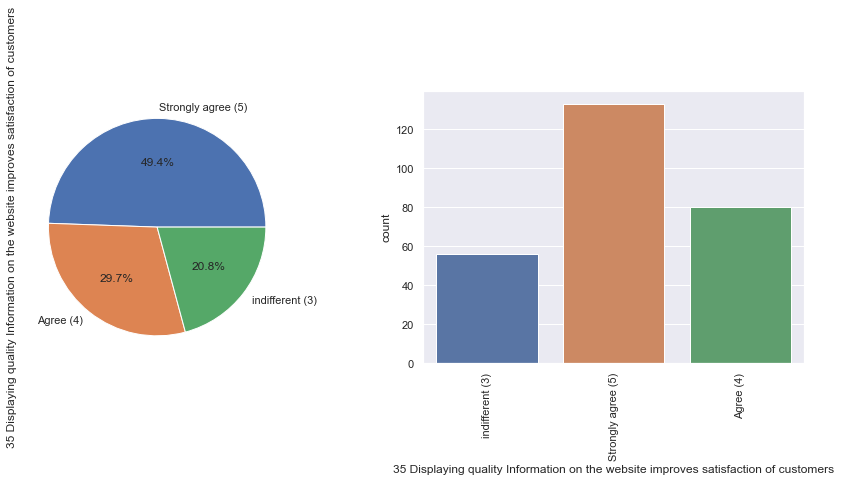 35 Displaying quality Information on the website improves satisfaction of customers
Strongly agree (5)
49.4%
29.7%
20.8%
Agree (4)
indifferent (3)
count
120
100
80
60
40
20
0
indifferent (3)
Strongly agree (5)
Agree (4)
35 Displaying quality Information on the website improves satisfaction of customers